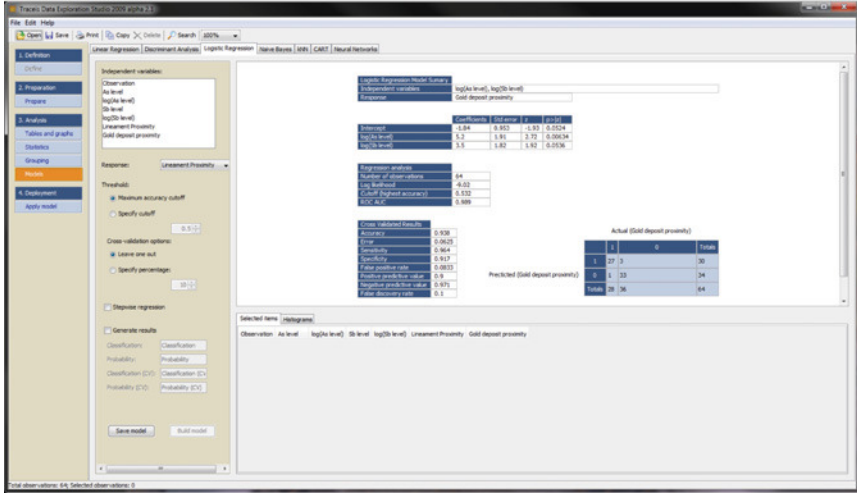 Traceis Data Exploration Studio 2009 alpha 2.1
File Edit Help
Open Save Print Copy Delete Search 100%
Linear Regression Discriminant Analysis Logistic Regression Naive Bayes kNN CART Neural Networks
1. Definition
Define
2. Preparation
Prepare
3. Analysis
Tables and graphs
Statistics
Grouping
Models
4. Deployment
Apply model
Independent variables:
Observation
As level
log(As level)
Sb level
log(Sb level)
Lineament Proximity
Gold deposit proximity
Response: Lineament Proximity
Threshold:
Maximum accuracy cutoff
Specify cutoff
0.5
Cross-validation options:
Leave one out
Specify percentage:
10
Stepwise regression
Generate results
Classification: Classification
Probability: Probability
Classification (CV): Classification (CV
Probability (CV): Probability (CV)
Save model Build model
Logistic Regression Model Sumary
Independent variables log(As level), log(Sb level)
Response Gold deposit proximity
Coefficients Std error z p>|z|
Intercept -1.84 0.953 -1.93 0.0524
log(As level) 5.2 1.91 2.72 0.00634
log(Sb level) 3.5 1.82 1.92 0.0536
Regression analysis
Number of observations 64
Log likelihood -9.02
Cutoff (highest accuracy) 0.532
ROC AUC 0.989
Cross Validated Results
Accuracy 0.938
Error 0.0625
Sensitivity 0.964
Specificity 0.917
False positive rate 0.0833
Positive predictive value 0.9
Negative predictive value 0.971
False discovery rate 0.1
Actual (Gold deposit proximity)
1 0 Totals
1 27 3 30
Precticted (Gold deposit proximity) 0 1 33 34
Totals 28 36 64
Selected items Histograms
Observation As level log(As level) Sb level log(Sb level) Lineament Proximity Gold deposit proximity
Total observations: 64; Selected observations: 0